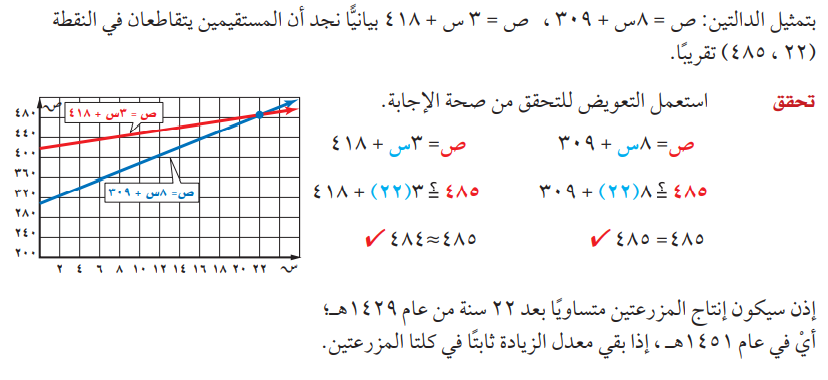 بتمثيل الدالتين: ص = ٨س + ٣٠٩ ، ص = ٣ س + ٤١٨ بيانيًّا نجد أن المستقيمين يتقاطعان في النقطة
(٢٢ ، ٤٨٥) تقريبًا.
تحقق استعمل التعويض للتحقق من صحة الإجابة.
ص = ٨س + ٣٠٩ ص = ٣س + ٤١٨
٤٨٥ ≟ ٨(٢٢) + ٣٠٩ ٤٨٥ ≟ ٣(٢٢) + ٤١٨
٤٨٥ = ٤٨٥ ✓ ٤٨٥ ≈ ٤٨٤ ✓
ص
ص = ٣س + ٤١٨
ص = ٨س + ٣٠٩
٤٨٠
٤٤٠
٤٠٠
٣٦٠
٣٢٠
٢٨٠
٢٤٠
٢٠٠
٢ ٤ ٦ ٨ ١٠ ١٢ ١٤ ١٦ ١٨ ٢٠ ٢٢ س
إذن سيكون إنتاج المزرعتين متساويًا بعد ٢٢ سنة من عام ١٤٢٩هـ؛
أيْ في عام ١٤٥١هـ ، إذا بقي معدل الزيادة ثابتًا في كلتا المزرعتين.